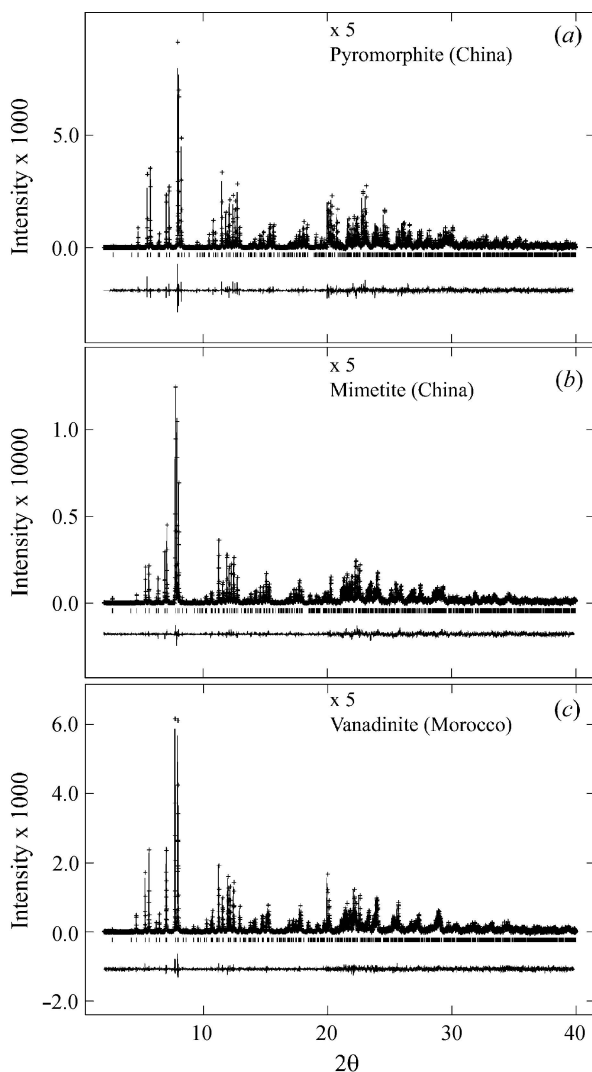 x 5
(a)
Pyromorphite (China)
5.0
0.0
Intensity x 1000
x 5
(b)
Mimetite (China)
1.0
0.5
0.0
Intensity x 10000
x 5
(c)
Vanadinite (Morocco)
6.0
4.0
2.0
0.0
-2.0
Intensity x 1000
10 20 30 40
2θ